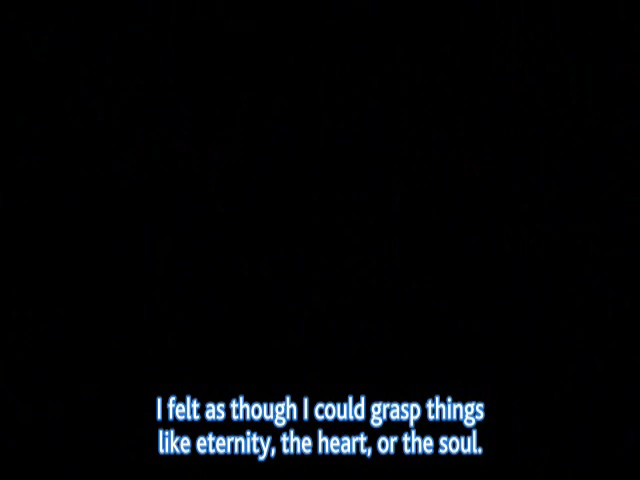 I felt as though I could grasp things
like eternity, the heart, or the soul.